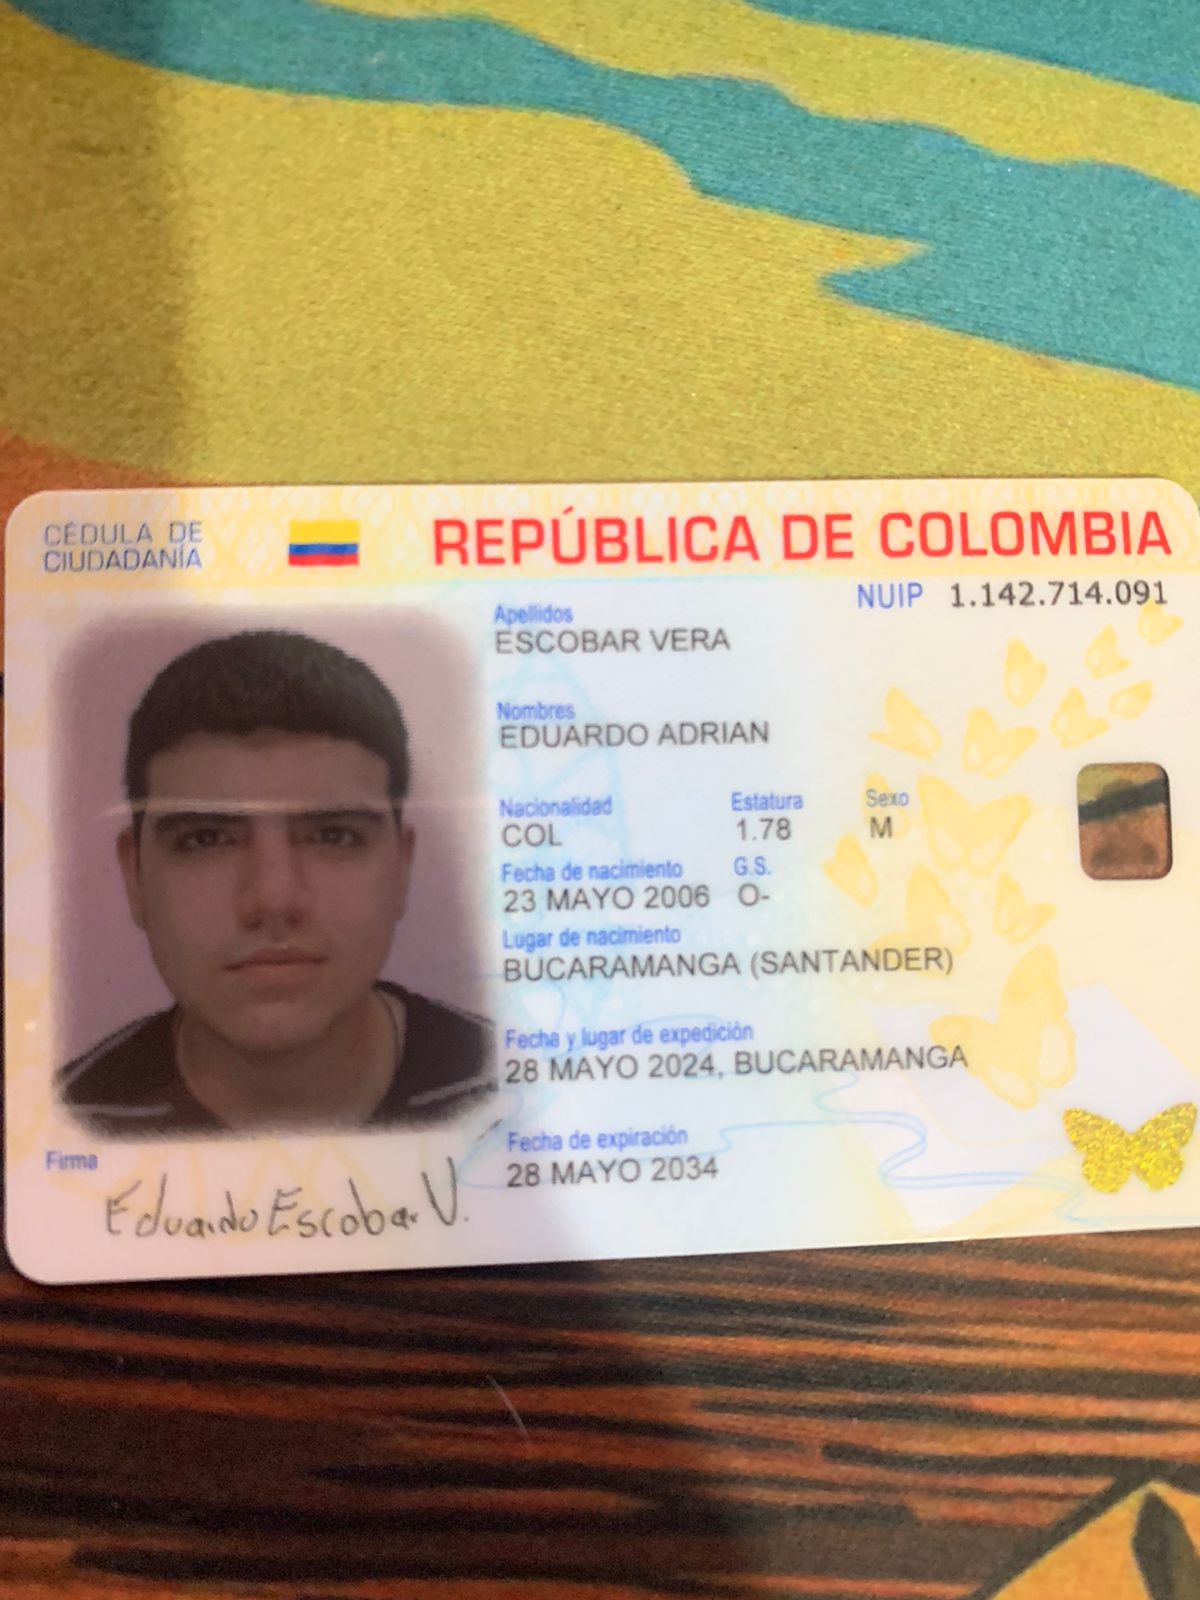 CÉDULA DE
CIUDADANÍA
REPÚBLICA DE COLOMBIA
NUIP 1.142.714.091
Apellidos
ESCOBAR VERA
Nombres
EDUARDO ADRIAN
Nacionalidad Estatura Sexo
COL 1.78 M
Fecha de nacimiento G.S.
23 MAYO 2006 O-
Lugar de nacimiento
BUCARAMANGA (SANTANDER)
Fecha y lugar de expedición
28 MAYO 2024, BUCARAMANGA
Fecha de expiración
28 MAYO 2034
Firma
Eduardo Escobar V.